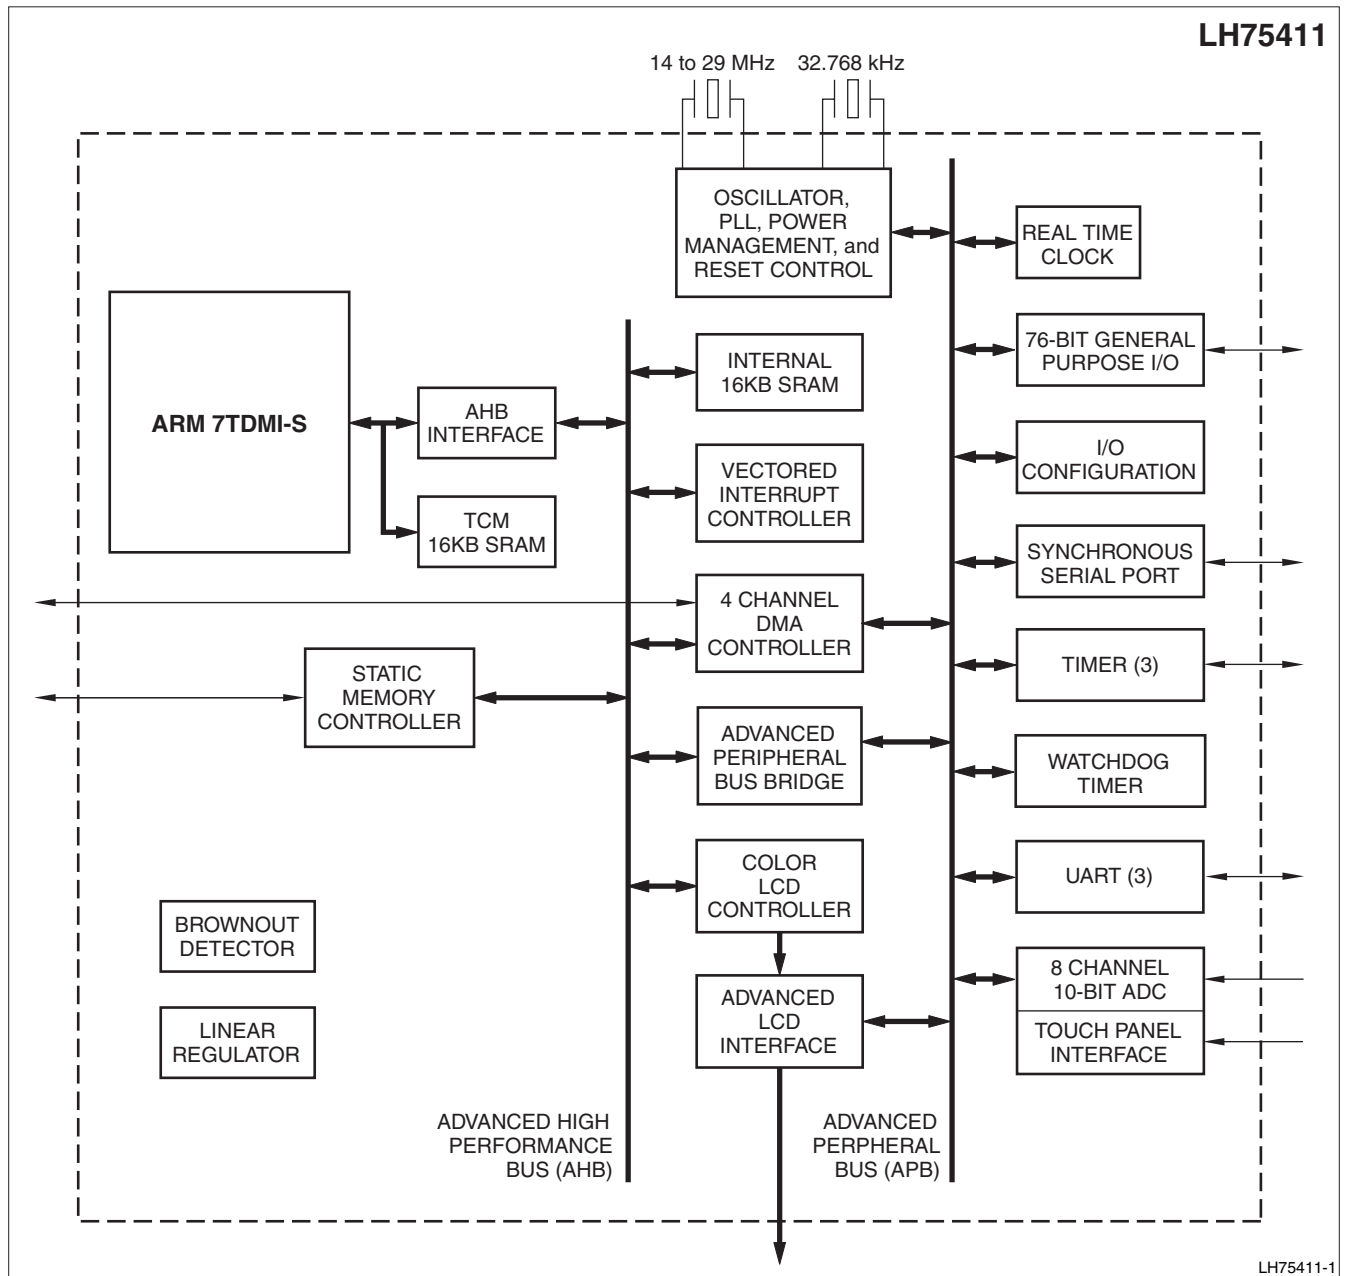 LH75411
14 to 29 MHz
32.768 kHz
OSCILLATOR,
PLL, POWER
MANAGEMENT, and
RESET CONTROL
REAL TIME
CLOCK
ARM 7TDMI-S
AHB
INTERFACE
TCM
16KB SRAM
INTERNAL
16KB SRAM
76-BIT GENERAL
PURPOSE I/O
VECTORED
INTERRUPT
CONTROLLER
I/O
CONFIGURATION
4 CHANNEL
DMA
CONTROLLER
SYNCHRONOUS
SERIAL PORT
STATIC
MEMORY
CONTROLLER
TIMER (3)
ADVANCED
PERIPHERAL
BUS BRIDGE
WATCHDOG
TIMER
COLOR
LCD
CONTROLLER
UART (3)
BROWNOUT
DETECTOR
LINEAR
REGULATOR
ADVANCED
LCD
INTERFACE
8 CHANNEL
10-BIT ADC
TOUCH PANEL
INTERFACE
ADVANCED HIGH
PERFORMANCE
BUS (AHB)
ADVANCED
PERPHERAL
BUS (APB)
LH75411-1